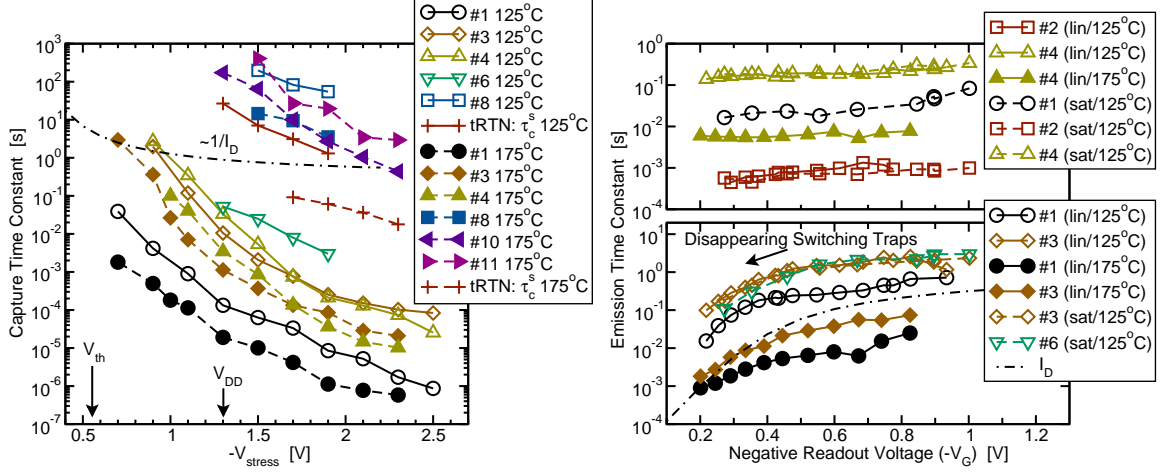 Capture Time Constant [s]
10^3
10^2
10^1
10^0
10^-1
10^-2
10^-3
10^-4
10^-5
10^-6
10^-7
~1/I_D
V_th
V_DD
0.5
1
1.5
2
2.5
-V_stress [V]
#1 125°C
#3 125°C
#4 125°C
#6 125°C
#8 125°C
tRTN: τ_c^s 125°C
#1 175°C
#3 175°C
#4 175°C
#8 175°C
#10 175°C
#11 175°C
tRTN: τ_c^s 175°C
Emission Time Constant [s]
10^0
10^-1
10^-2
10^-3
10^-4
#2 (lin/125°C)
#4 (lin/125°C)
#4 (lin/175°C)
#1 (sat/125°C)
#2 (sat/125°C)
#4 (sat/125°C)
10^2
10^1
10^0
10^-1
10^-2
10^-3
10^-4
Disappearing Switching Traps
0.2
0.4
0.6
0.8
1
1.2
Negative Readout Voltage (-V_G) [V]
#1 (lin/125°C)
#3 (lin/125°C)
#1 (lin/175°C)
#3 (lin/175°C)
#3 (sat/125°C)
#6 (sat/125°C)
I_D